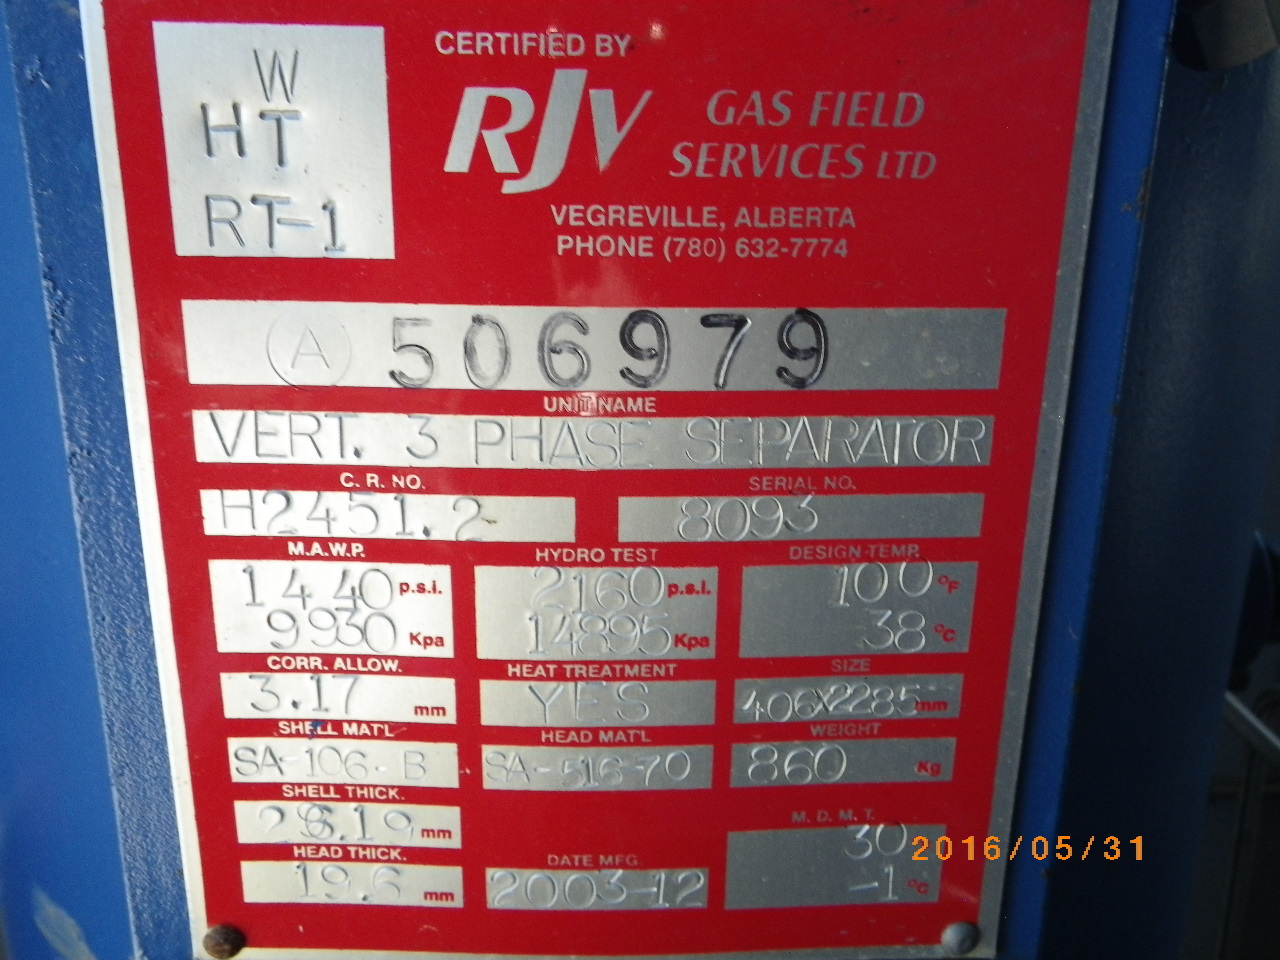 W
HT
RT-1
CERTIFIED BY
RJV GAS FIELD
SERVICES LTD
VEGREVILLE, ALBERTA
PHONE (780) 632-7774
A 506979
UNIT NAME
VERT. 3 PHASE SEPARATOR
C. R. NO. SERIAL NO.
H2451.2 8093
M.A.W.P. HYDRO TEST DESIGN TEMP.
1440 p.s.i. 2160 p.s.i. 100 °F
9930 Kpa 14895 Kpa 38 °C
CORR. ALLOW. HEAT TREATMENT SIZE
3.17 mm YES 406X2285 mm
SHELL MAT'L HEAD MAT'L WEIGHT
SA-106-B SA-516-70 860 Kg
SHELL THICK. M. D. M. T.
mm 30
HEAD THICK. DATE MFG.
19.6 mm 2003-12 -1 °C
2016/05/31